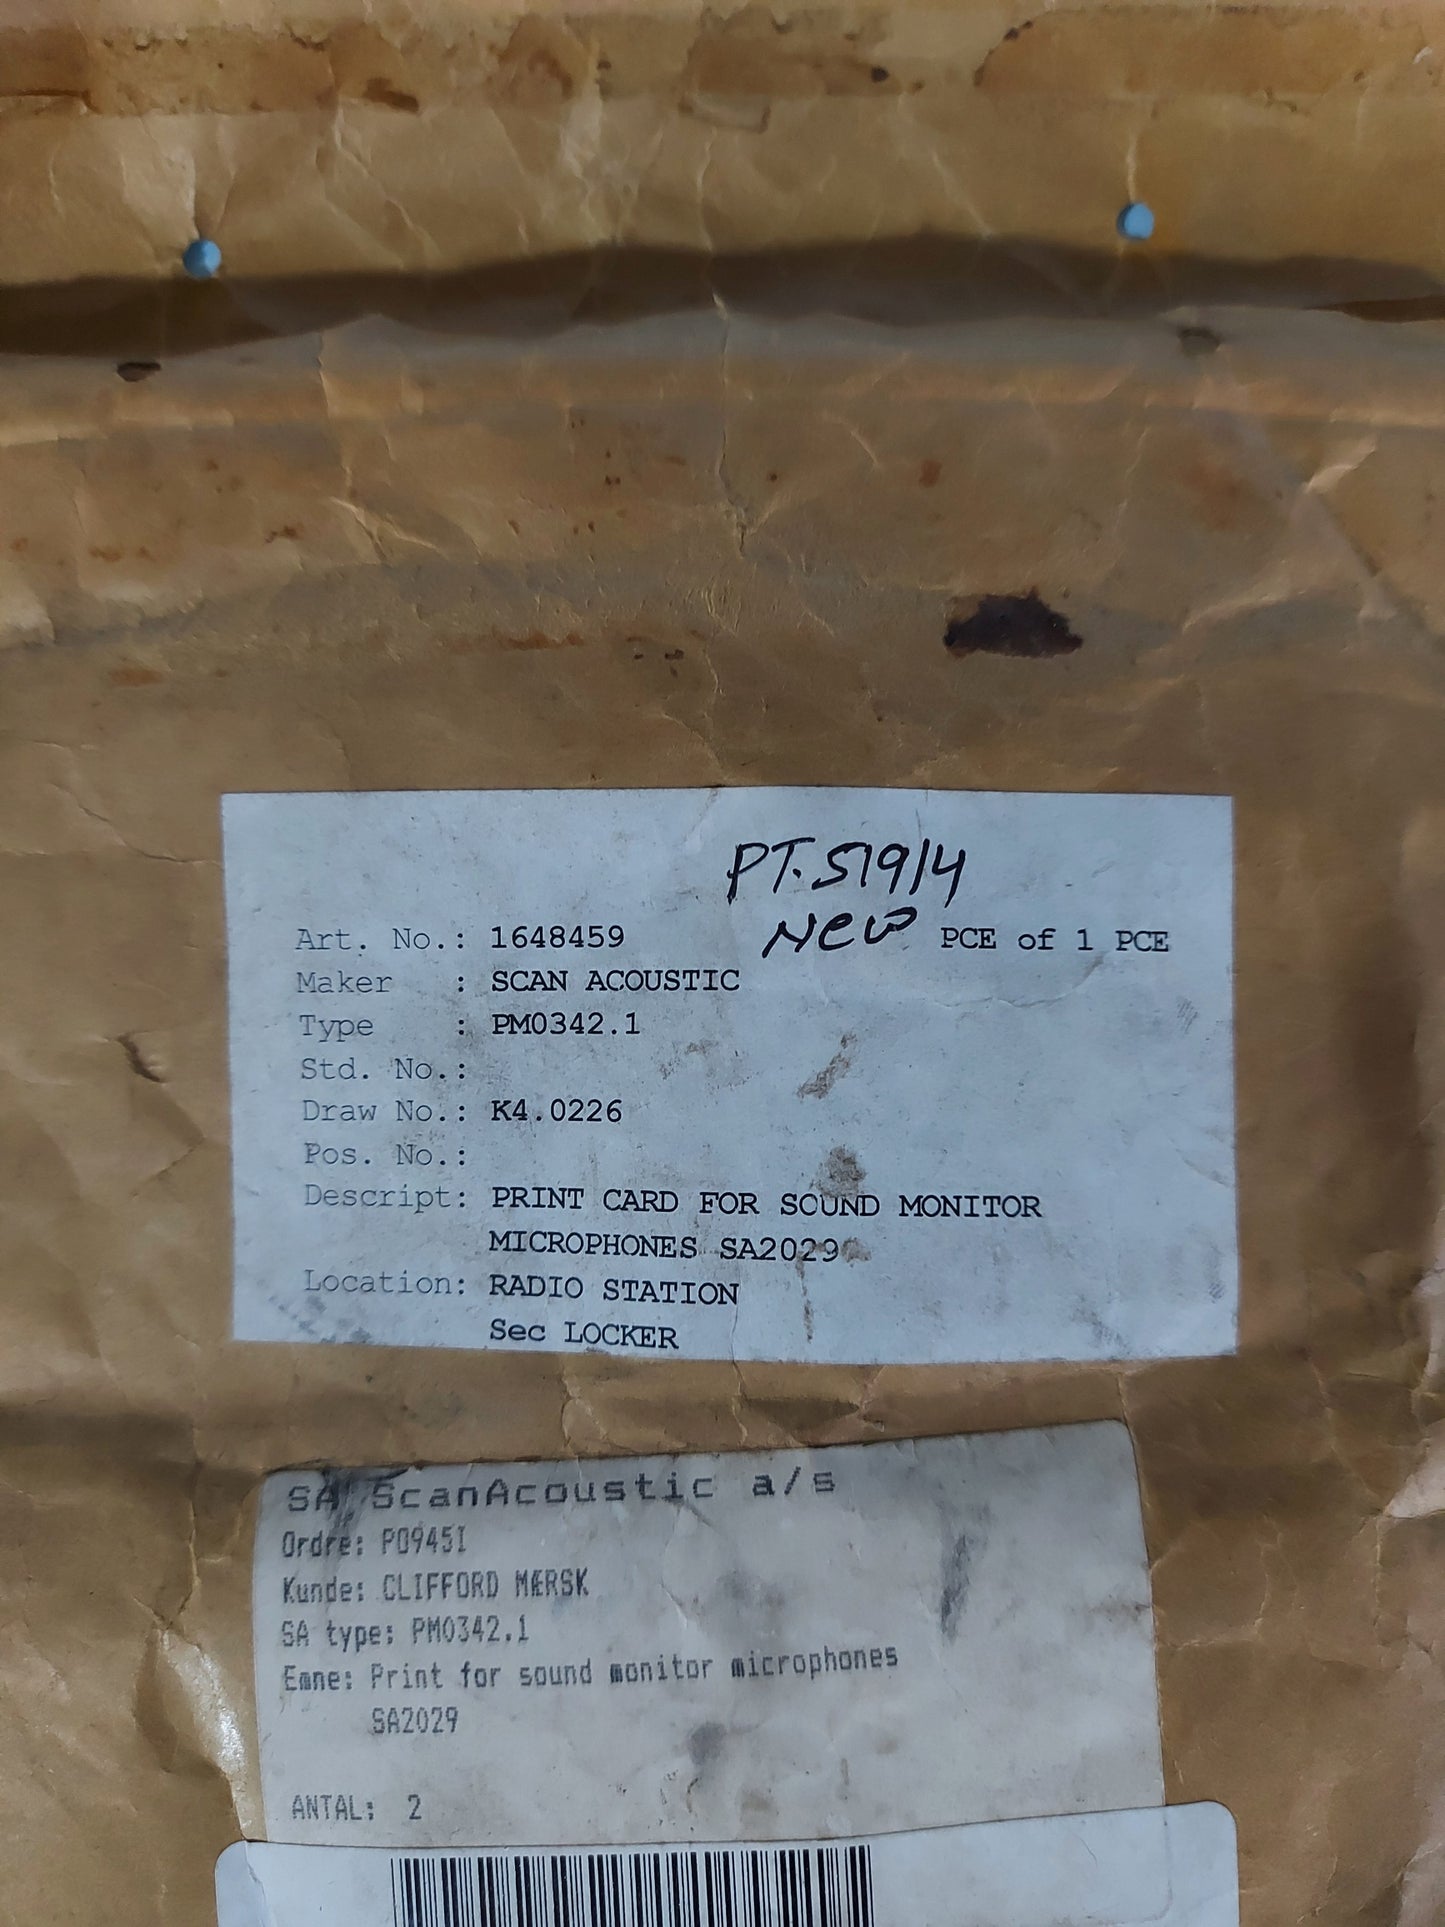 PT.51914
New PCE of 1 PCE
Art. No.: 1648459
Maker : SCAN ACOUSTIC
Type : PM0342.1
Std. No.:
Draw No.: K4.0226
Pos. No.:
Descript: PRINT CARD FOR SOUND MONITOR
MICROPHONES SA2029
Location: RADIO STATION
Sec LOCKER
SA ScanAcoustic a/s
Ordre: P0945I
Kunde: CLIFFORD MÆRSK
SA type: PM0342.1
Emne: Print for sound monitor microphones
SA2029
ANTAL: 2